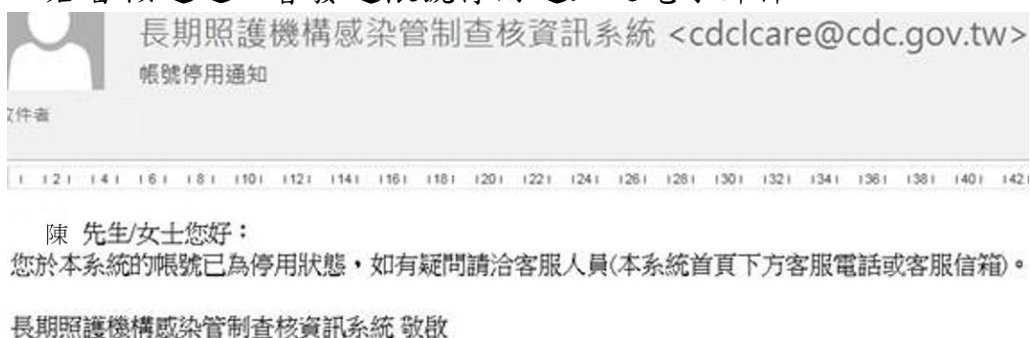 長期照護機構感染管制查核資訊系統 <cdclcare@cdc.gov.tw>
帳號停用通知
件者
陳 先生/女士您好：
您於本系統的帳號已為停用狀態，如有疑問請洽客服人員(本系統首頁下方客服電話或客服信箱)。
長期照護機構感染管制查核資訊系統 敬啟